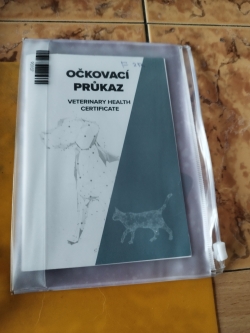 OČKOVACÍ
PRŮKAZ
VETERINARY HEALTH
CERTIFICATE